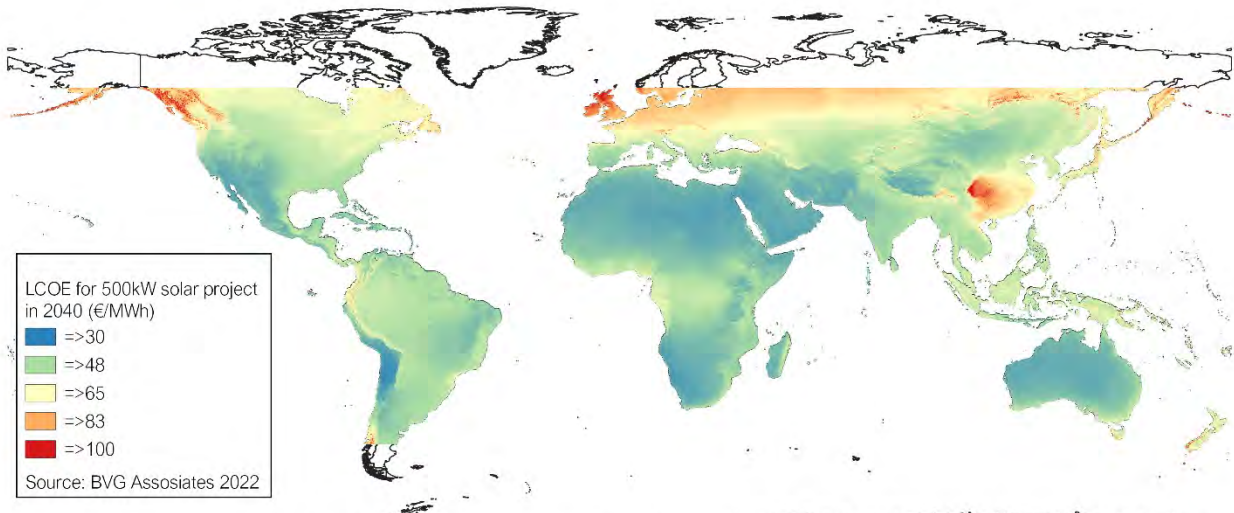 LCOE for 500kW solar project
in 2040 (€/MWh)
=>30
=>48
=>65
=>83
=>100
Source: BVG Assosiates 2022